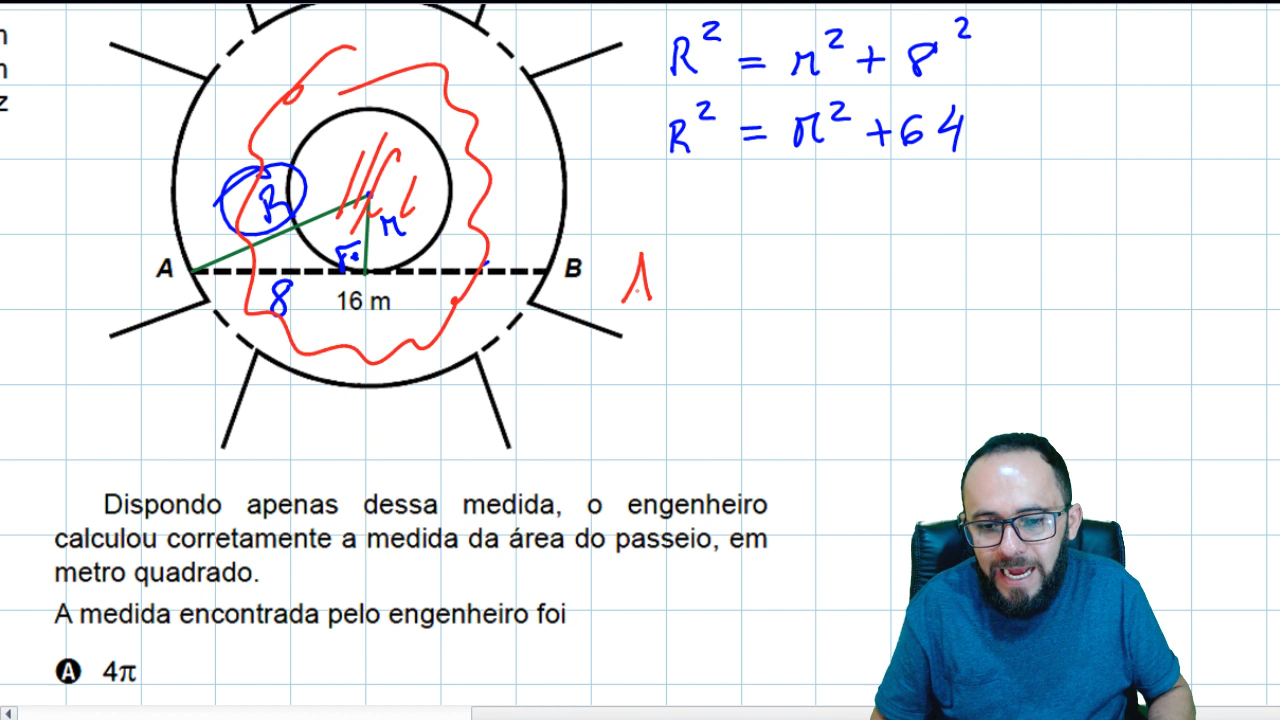 n
n
z
R² = r² + 8²
R² = r² + 64
R
r
A
B
8
16 m
A
Dispondo apenas dessa medida, o engenheiro
calculou corretamente a medida da área do passeio, em
metro quadrado.
A medida encontrada pelo engenheiro foi
A 4π